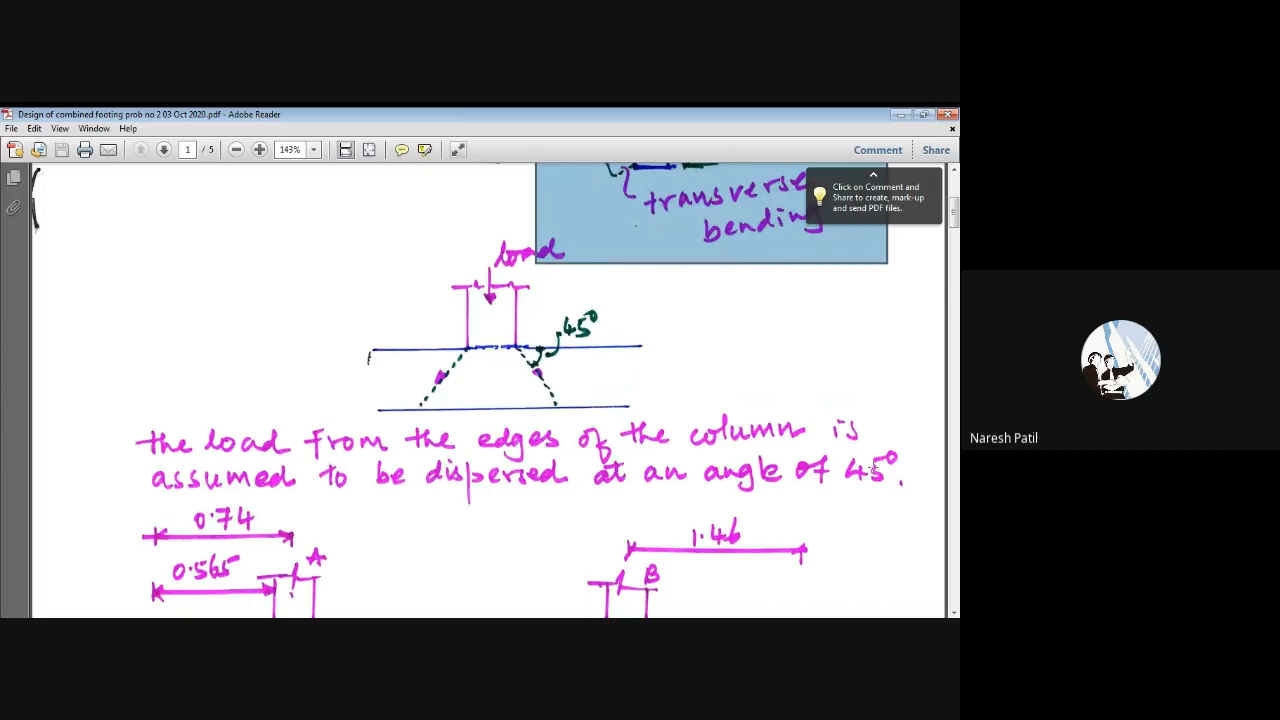 Design of combined footing prob no 2 03 Oct 2020.pdf - Adobe Reader
File Edit View Window Help
1 / 5 143% Comment Share
Click on Comment and
Share to create, mark-up
and send PDF files.
transverse
bending
load
45°
the load from the edges of the column is
assumed to be dispersed at an angle of 45°.
0.74
1.46
0.565
A
B
Naresh Patil